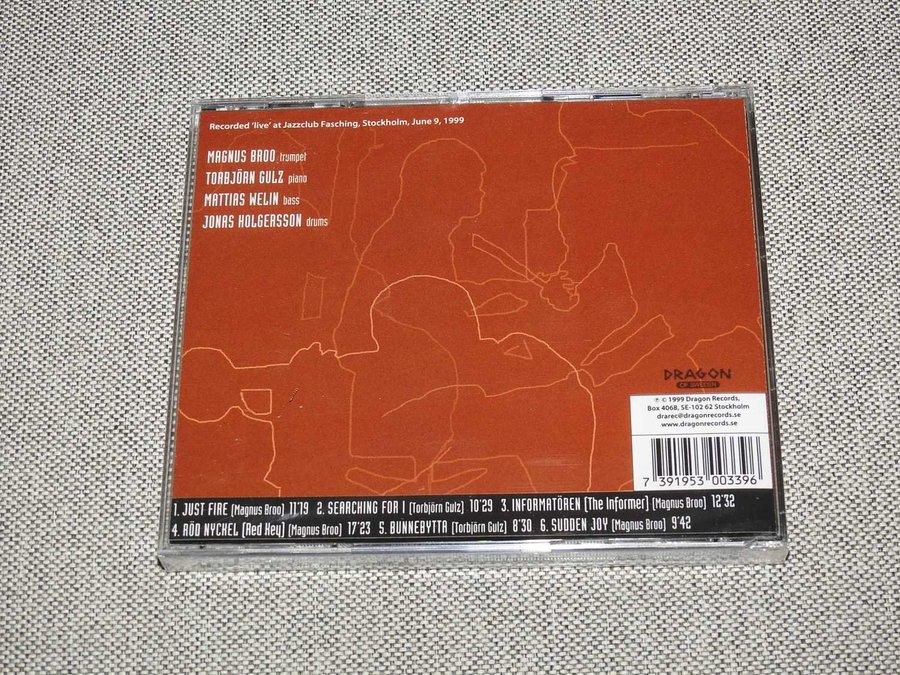 Recorded 'live' at Jazzclub Fasching, Stockholm, June 9, 1999
MAGNUS BROO trumpet
TORBJÖRN GULZ piano
MATTIAS WELIN bass
JONAS HOLGERSSON drums
DRAGON
OF SWEDEN
℗ © 1999 Dragon Records,
Box 4068, SE-102 62 Stockholm
drarec@dragonrecords.se
www.dragonrecords.se
7 391953 003396
1. JUST FIRE (Magnus Broo) 11'19 2. SEARCHING FOR I (Torbjörn Gulz) 10'29 3. INFORMATÖREN (The Informer) (Magnus Broo) 12'32
4. RÖD NYCKEL (Red Key) (Magnus Broo) 17'23 5. BUNNEBYTTA (Torbjörn Gulz) 8'30 6. SUDDEN JOY (Magnus Broo) 9'42